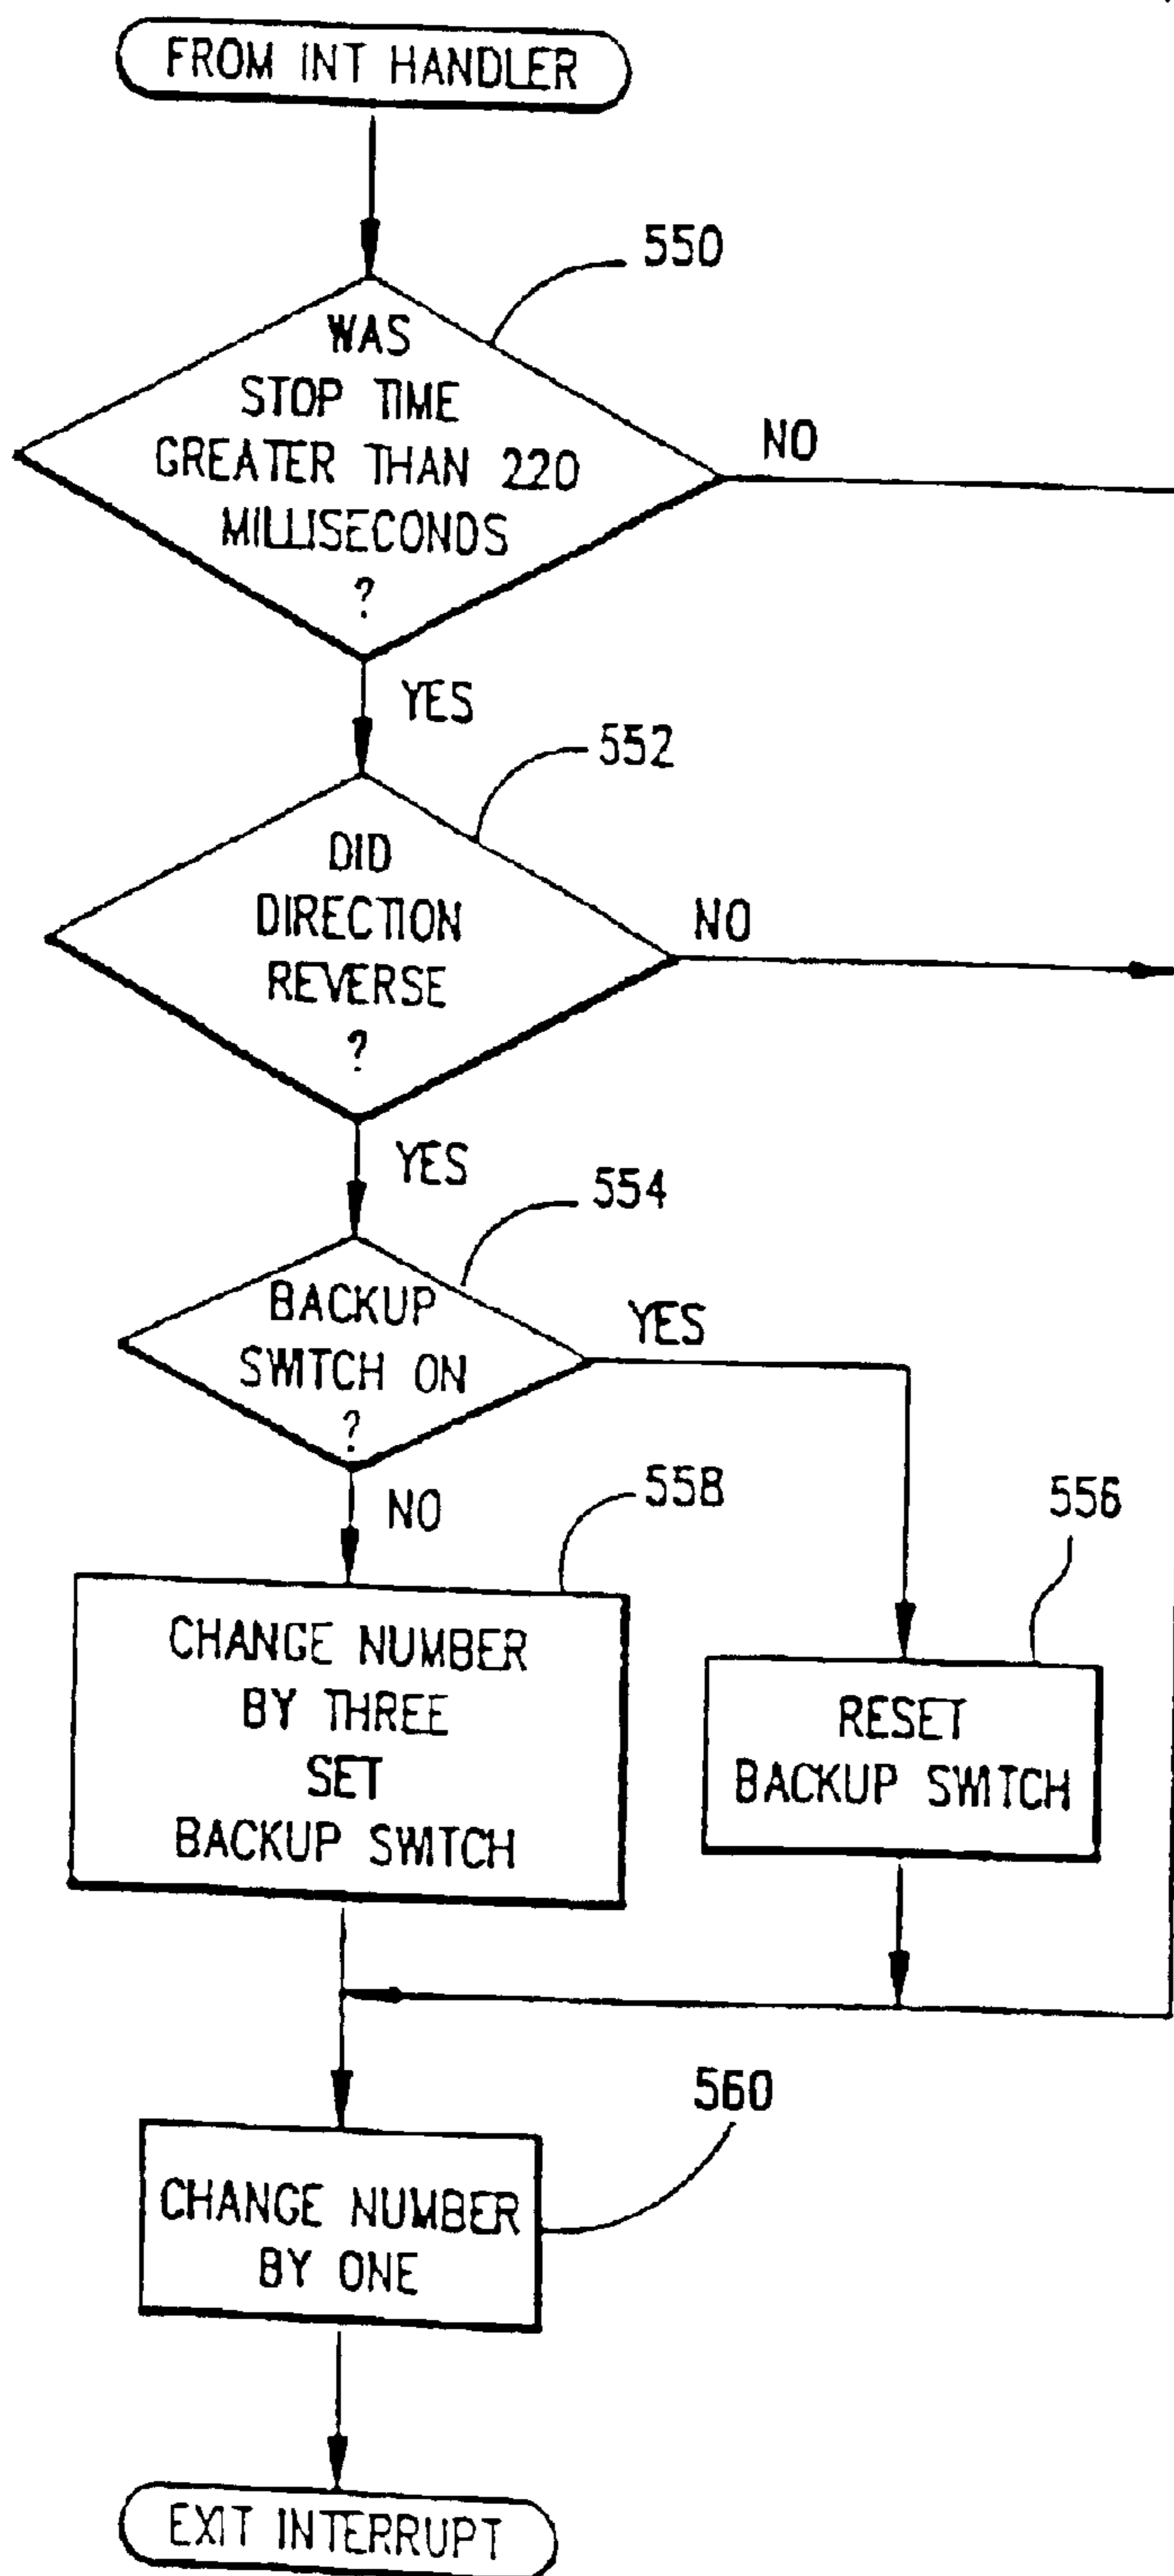 FROM INT HANDLER
550
WAS
STOP TIME
GREATER THAN 220
MILLISECONDS
?
NO
YES
552
DID
DIRECTION
REVERSE
?
NO
YES
554
BACKUP
SWITCH ON
?
YES
NO
558
556
CHANGE NUMBER
BY THREE
SET
BACKUP SWITCH
RESET
BACKUP SWITCH
560
CHANGE NUMBER
BY ONE
EXIT INTERRUPT